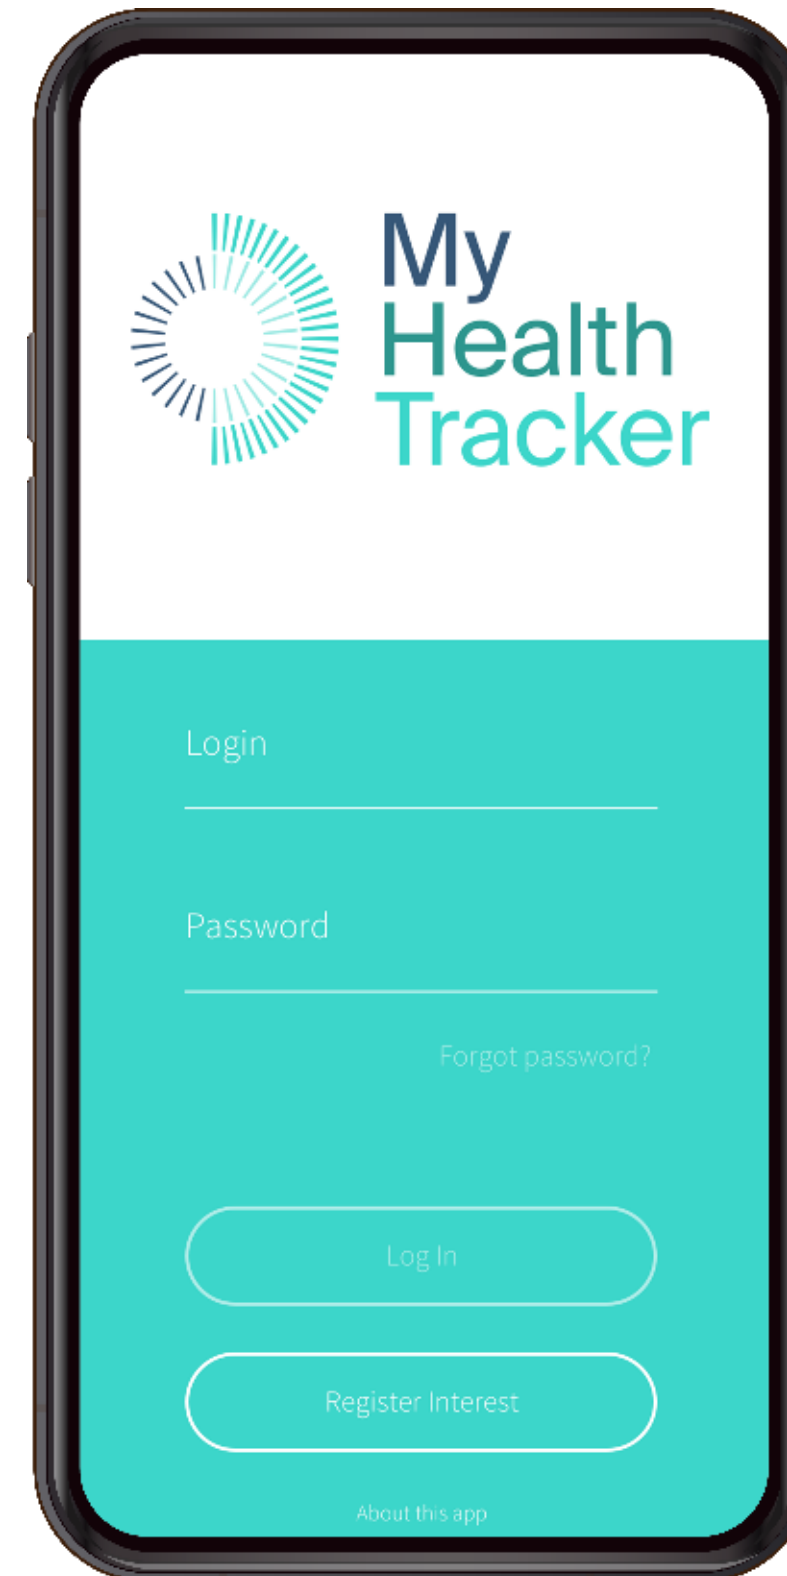 My
Health
Tracker
Login
Password
Forgot password?
Log In
Register Interest
About this app